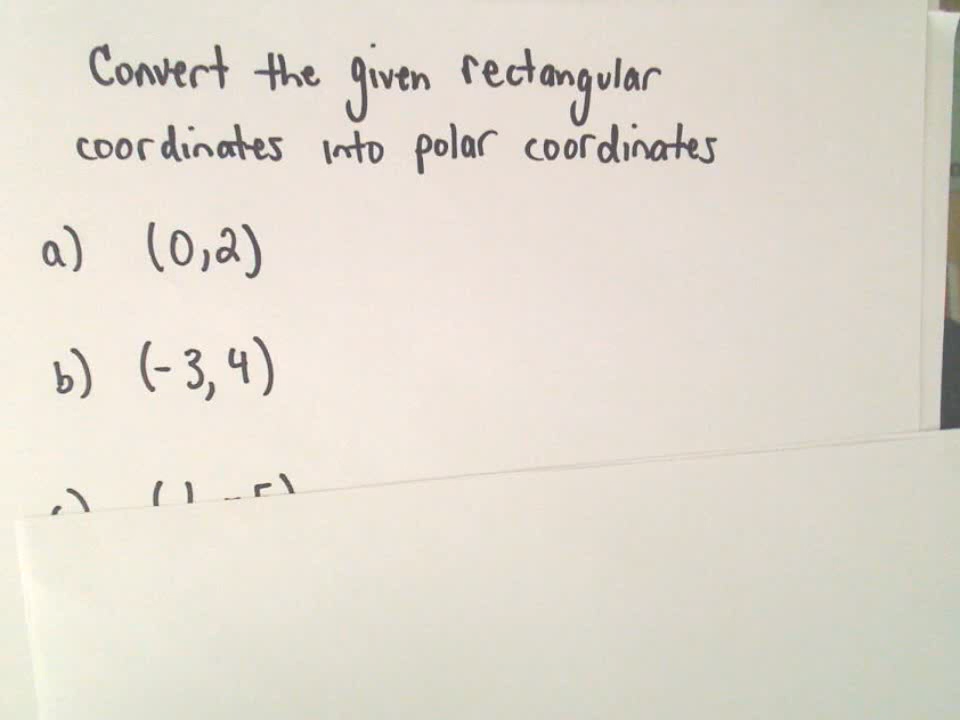 Convert the given rectangular
coordinates into polar coordinates
a) (0,2)
b) (-3,4)